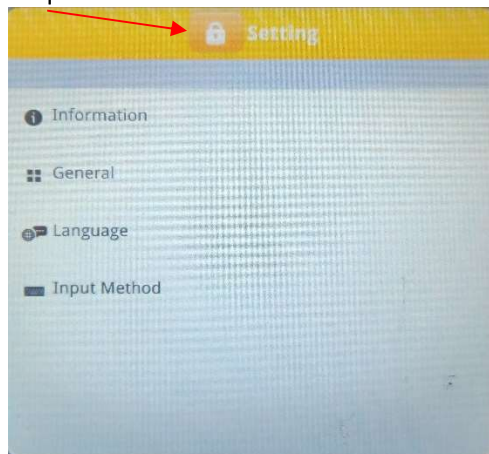 Setting
Information
General
Language
Input Method